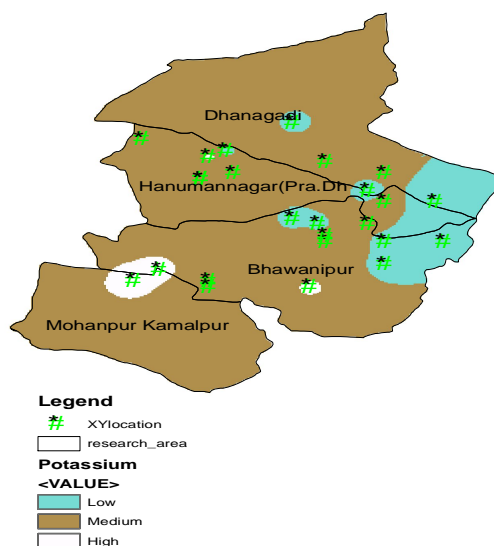 Dhanagadi
Hanumannagar(Pra.Dh
Bhawanipur
Mohanpur Kamalpur
Legend
XYlocation
research_area
Potassium
<VALUE>
Low
Medium
High